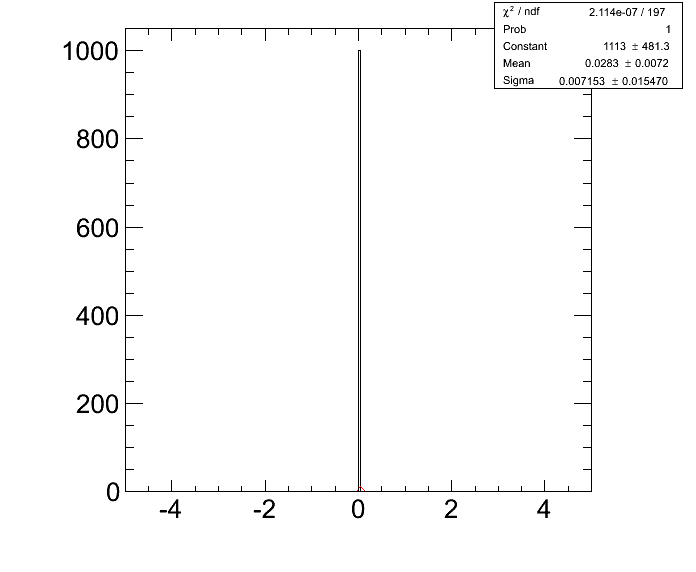 χ² / ndf 2.114e-07 / 197
Prob 1
Constant 1113 ± 481.3
Mean 0.0283 ± 0.0072
Sigma 0.007153 ± 0.015470
1000
800
600
400
200
0
-4 -2 0 2 4